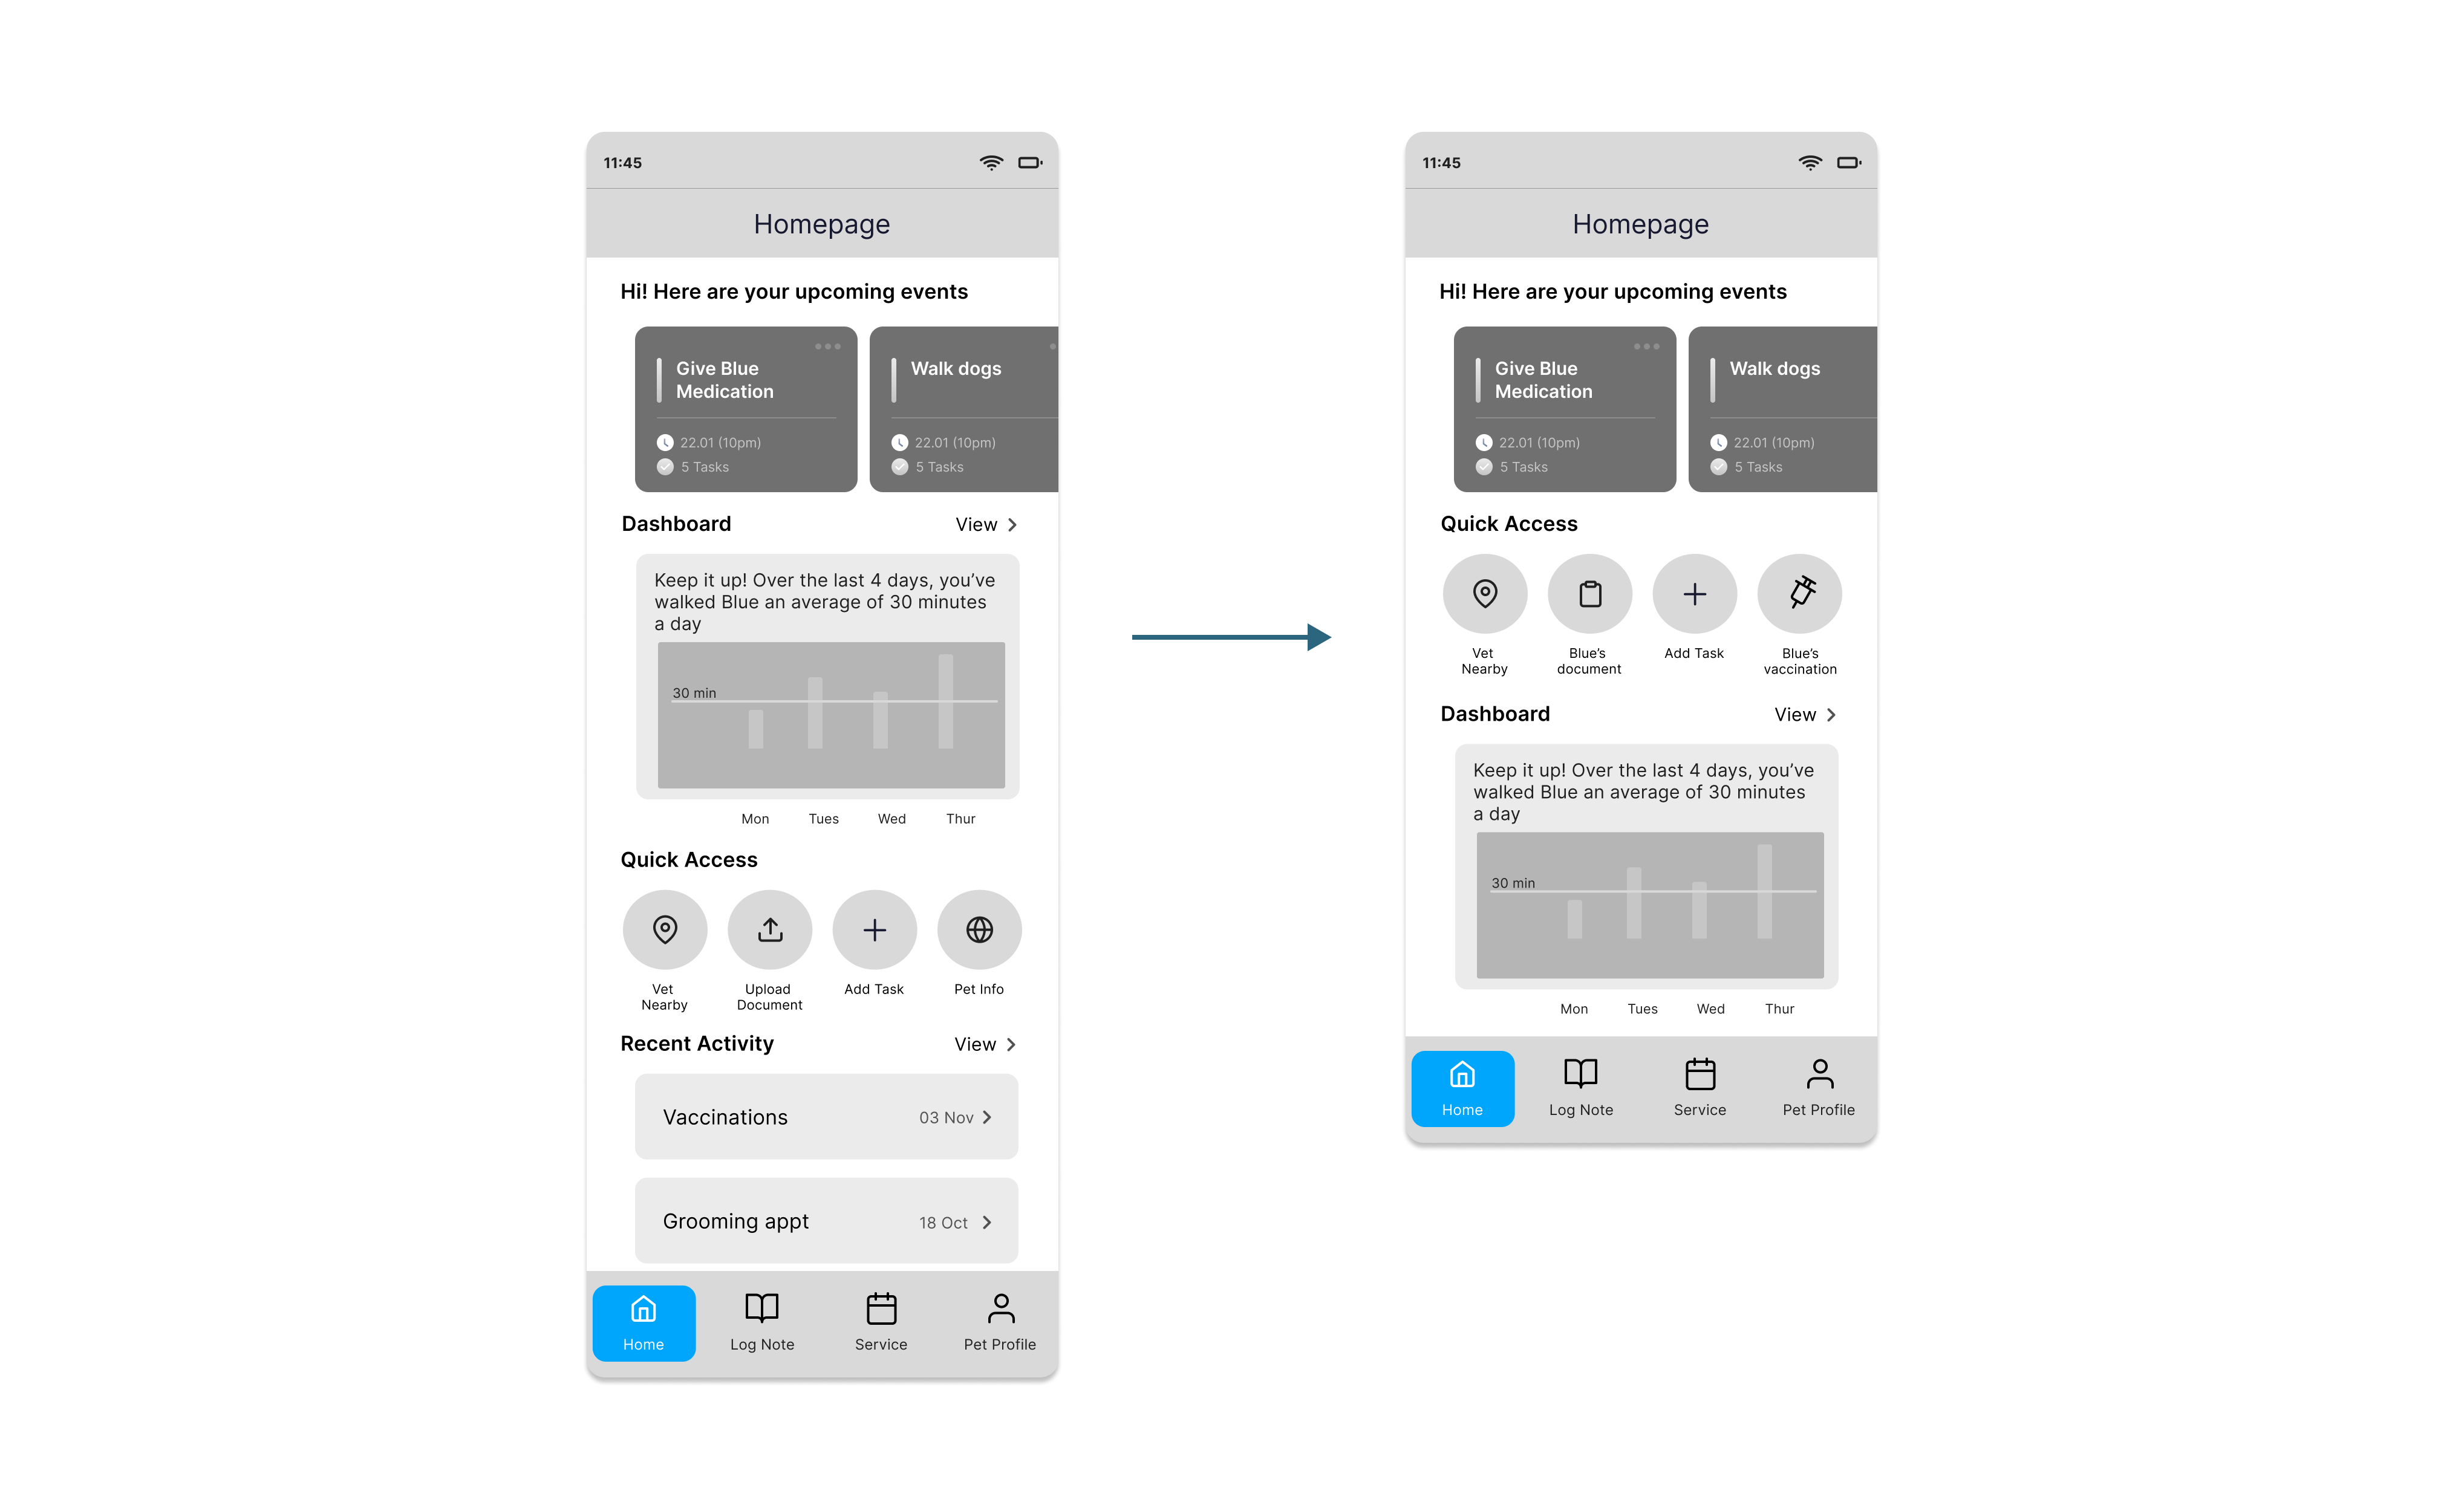 11:45
Homepage
Hi! Here are your upcoming events
Give Blue
Medication
22.01 (10pm)
5 Tasks
Walk dogs
22.01 (10pm)
5 Tasks
Dashboard
View
Keep it up! Over the last 4 days, you’ve
walked Blue an average of 30 minutes
a day
30 min
Mon Tues Wed Thur
Quick Access
Vet
Nearby
Upload
Document
Add Task
Pet Info
Recent Activity
View
Vaccinations
03 Nov
Grooming appt
18 Oct
Home
Log Note
Service
Pet Profile
11:45
Homepage
Hi! Here are your upcoming events
Give Blue
Medication
22.01 (10pm)
5 Tasks
Walk dogs
22.01 (10pm)
5 Tasks
Quick Access
Vet
Nearby
Blue’s
document
Add Task
Blue’s
vaccination
Dashboard
View
Keep it up! Over the last 4 days, you’ve
walked Blue an average of 30 minutes
a day
30 min
Mon Tues Wed Thur
Home
Log Note
Service
Pet Profile